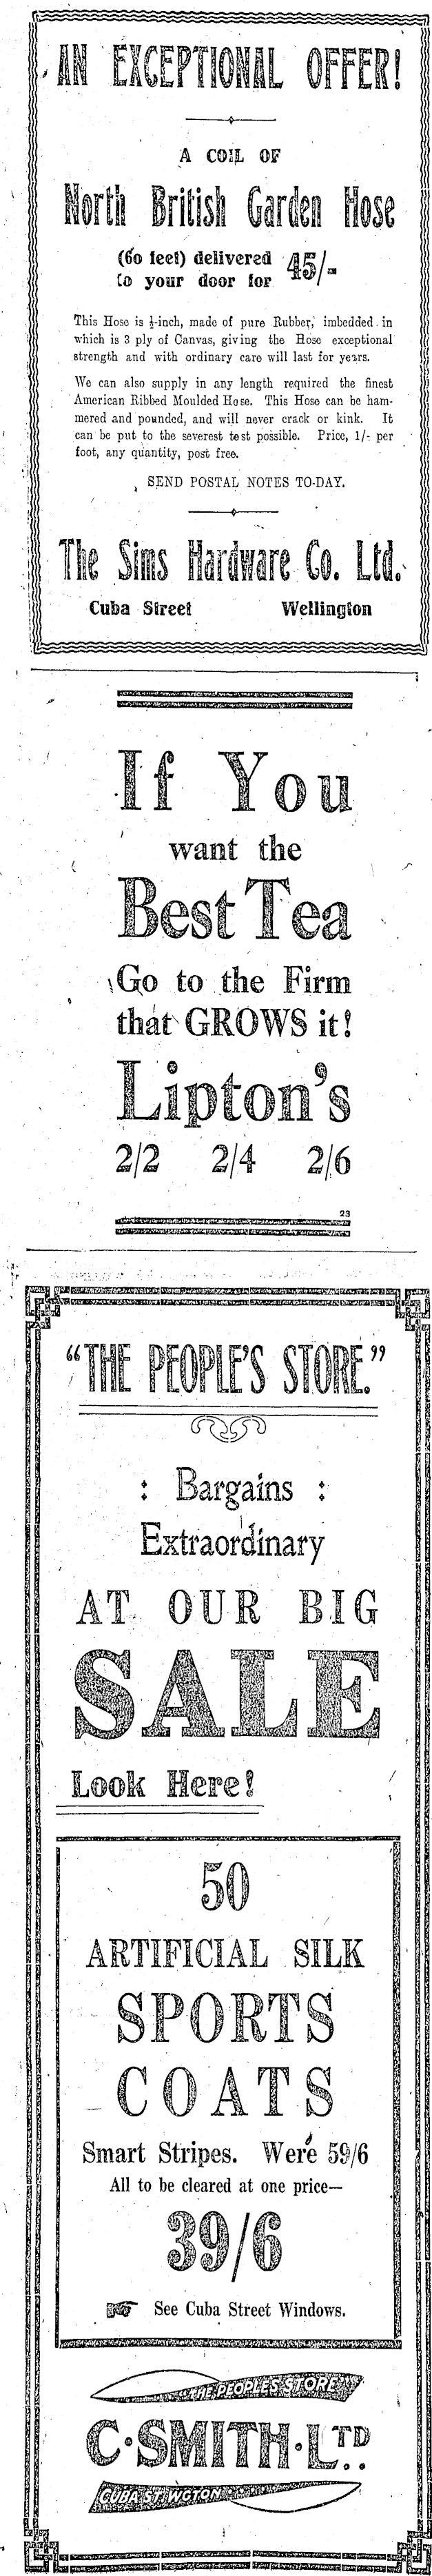 AN EXCEPTIONAL OFFER!
A COIL OF
North British Garden Hose
(60 feet) delivered
to your door for 45/-
This Hose is ½-inch, made of pure Rubber, imbedded in
which is 3 ply of Canvas, giving the Hose exceptional
strength and with ordinary care will last for years.
We can also supply in any length required the finest
American Ribbed Moulded Hose. This Hose can be ham-
mered and pounded, and will never crack or kink. It
can be put to the severest test possible. Price, 1/- per
foot, any quantity, post free.
SEND POSTAL NOTES TO-DAY.
The Sims Hardware Co. Ltd.
Cuba Street Wellington
If You
want the
Best Tea
Go to the Firm
that GROWS it!
Lipton's
2/2 2/4 2/6
23
"THE PEOPLE'S STORE."
: Bargains :
Extraordinary
AT OUR BIG
SALE
Look Here!
50
ARTIFICIAL SILK
SPORTS
COATS
Smart Stripes. Were 59/6
All to be cleared at one price—
39/6
☞ See Cuba Street Windows.
"THE PEOPLES STORE"
C·SMITH·LTD
CUBA ST. WGTON